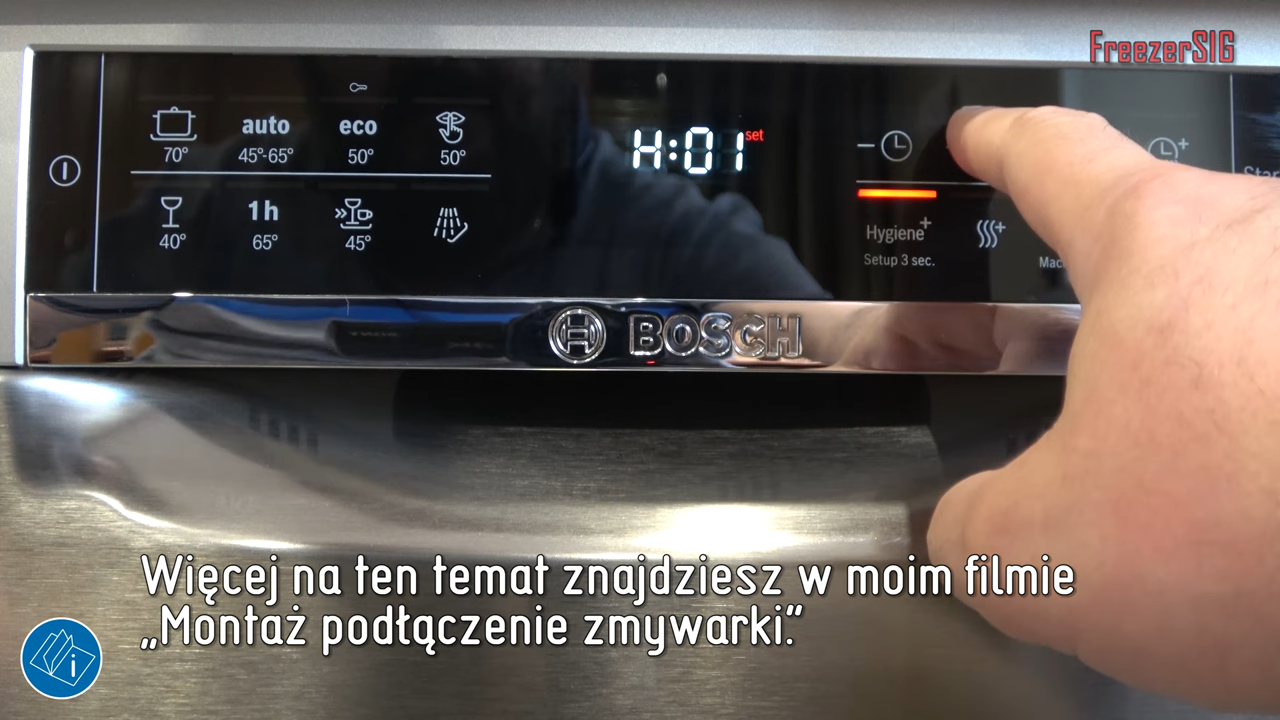 FreezerSIG
auto
eco
70°
45°-65°
50°
50°
H:01
set
1h
40°
65°
45°
Hygiene+
Setup 3 sec.
BOSCH
Więcej na ten temat znajdziesz w moim filmie
„Montaż podłączenie zmywarki.”
i